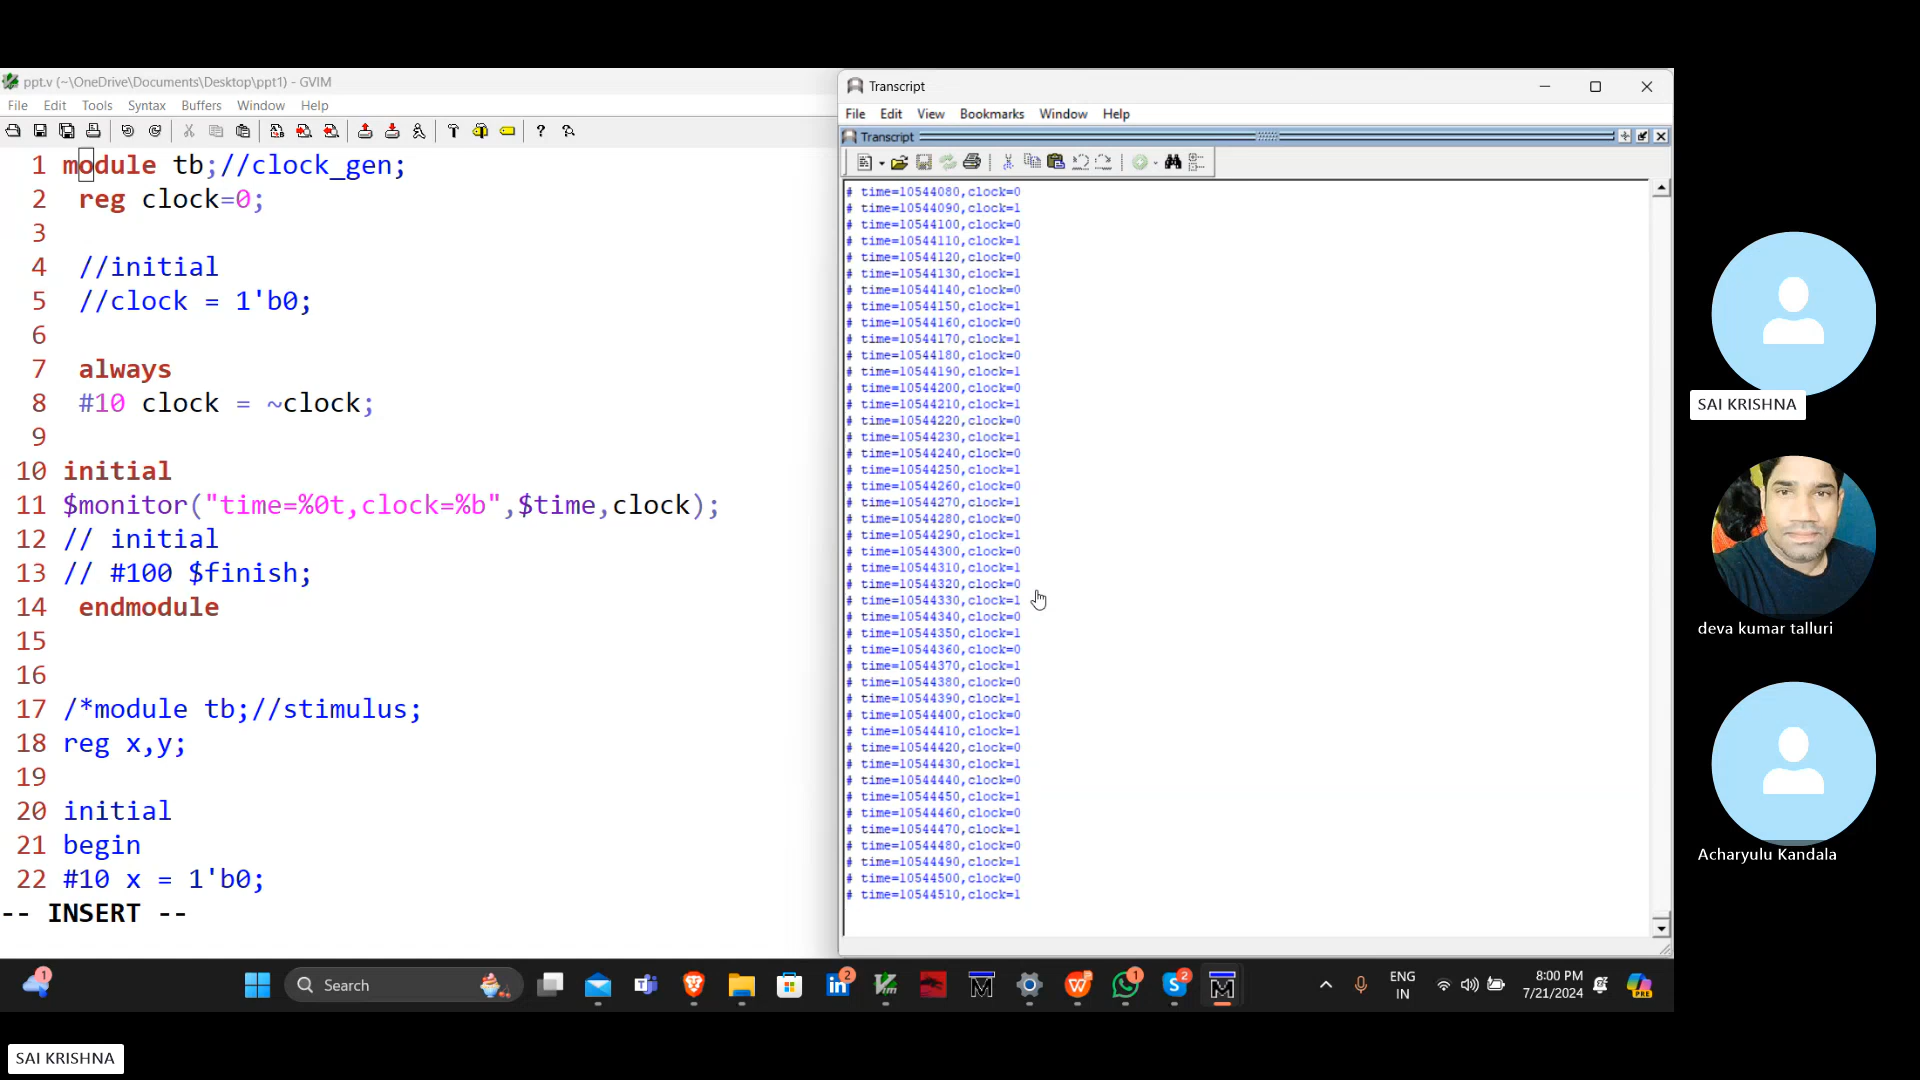 ppt.v (~\OneDrive\Documents\Desktop\ppt1) - GVIM
File Edit Tools Syntax Buffers Window Help
1 module tb;//clock_gen;
2 reg clock=0;
3
4 //initial
5 //clock = 1'b0;
6
7 always
8 #10 clock = ~clock;
9
10 initial
11 $monitor("time=%0t,clock=%b",$time,clock);
12 // initial
13 // #100 $finish;
14 endmodule
15
16
17 /*module tb;//stimulus;
18 reg x,y;
19
20 initial
21 begin
22 #10 x = 1'b0;
-- INSERT --
Transcript
File Edit View Bookmarks Window Help
Transcript
# time=10544080,clock=0
# time=10544090,clock=1
# time=10544100,clock=0
# time=10544110,clock=1
# time=10544120,clock=0
# time=10544130,clock=1
# time=10544140,clock=0
# time=10544150,clock=1
# time=10544160,clock=0
# time=10544170,clock=1
# time=10544180,clock=0
# time=10544190,clock=1
# time=10544200,clock=0
# time=10544210,clock=1
# time=10544220,clock=0
# time=10544230,clock=1
# time=10544240,clock=0
# time=10544250,clock=1
# time=10544260,clock=0
# time=10544270,clock=1
# time=10544280,clock=0
# time=10544290,clock=1
# time=10544300,clock=0
# time=10544310,clock=1
# time=10544320,clock=0
# time=10544330,clock=1
# time=10544340,clock=0
# time=10544350,clock=1
# time=10544360,clock=0
# time=10544370,clock=1
# time=10544380,clock=0
# time=10544390,clock=1
# time=10544400,clock=0
# time=10544410,clock=1
# time=10544420,clock=0
# time=10544430,clock=1
# time=10544440,clock=0
# time=10544450,clock=1
# time=10544460,clock=0
# time=10544470,clock=1
# time=10544480,clock=0
# time=10544490,clock=1
# time=10544500,clock=0
# time=10544510,clock=1
SAI KRISHNA
deva kumar talluri
Acharyulu Kandala
1
Search
2
1
2
ENG
IN
8:00 PM
7/21/2024
PRE
SAI KRISHNA